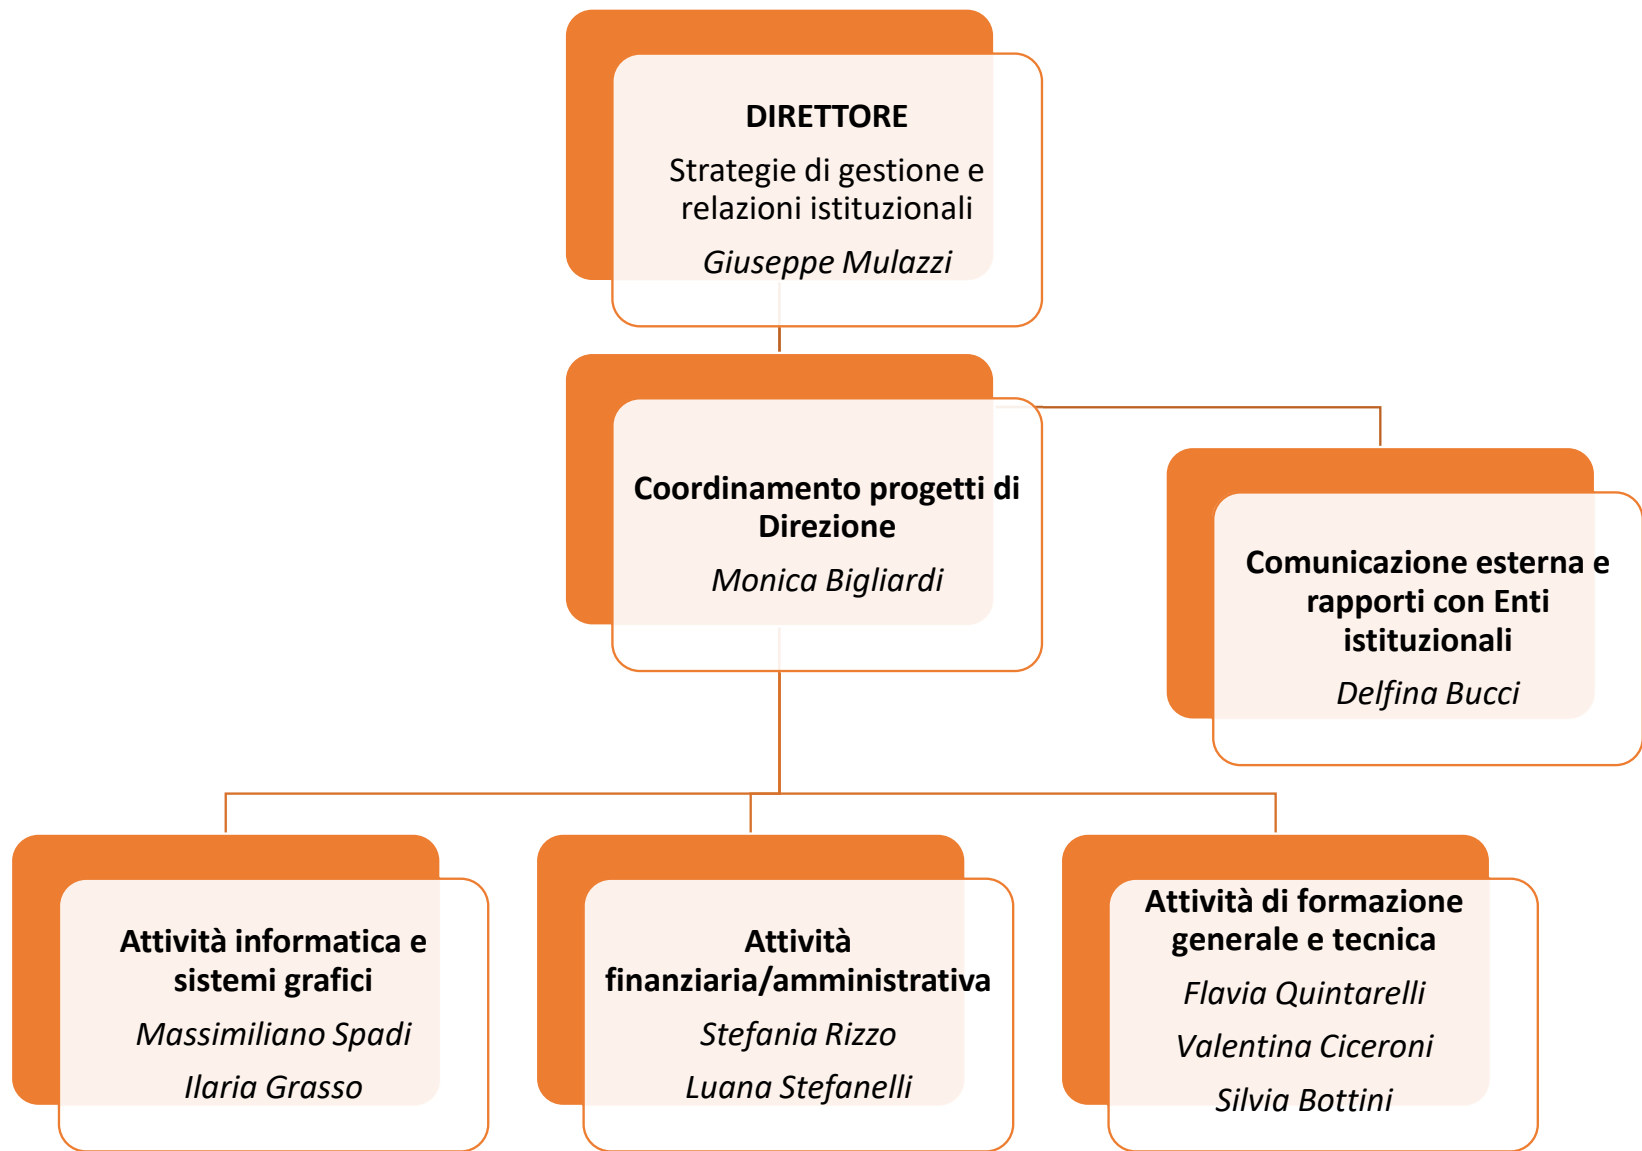 DIRETTORE
Strategie di gestione e
relazioni istituzionali
Giuseppe Mulazzi
Coordinamento progetti di
Direzione
Monica Bigliardi
Comunicazione esterna e
rapporti con Enti
istituzionali
Delfina Bucci
Attività informatica e
sistemi grafici
Massimiliano Spadi
Ilaria Grasso
Attività
finanziaria/amministrativa
Stefania Rizzo
Luana Stefanelli
Attività di formazione
generale e tecnica
Flavia Quintarelli
Valentina Ciceroni
Silvia Bottini